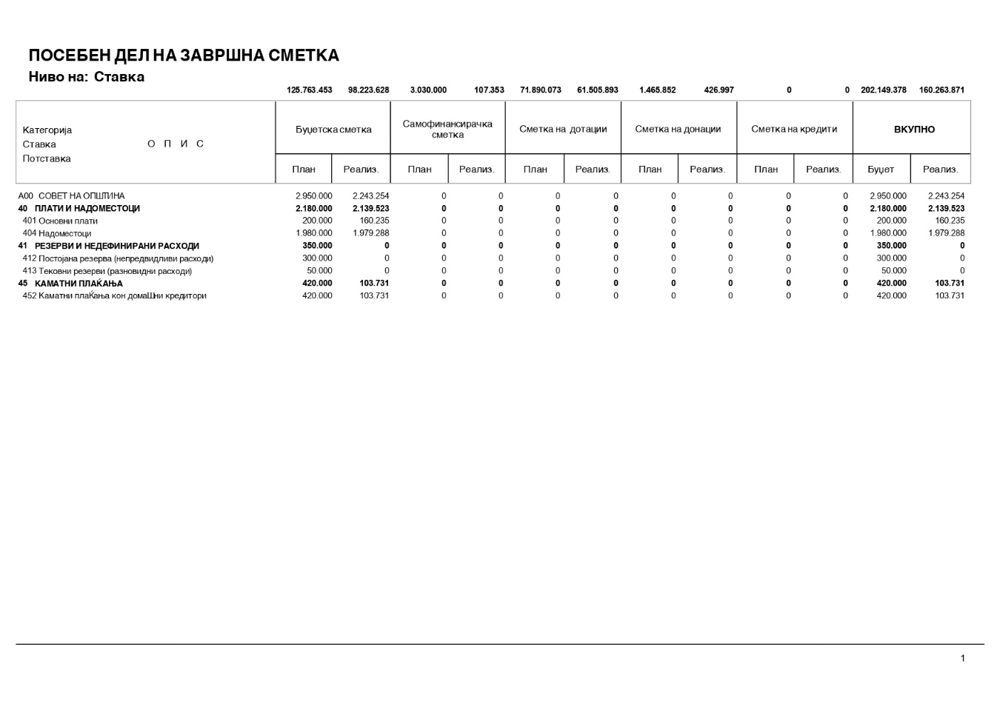 ПОСЕБЕН ДЕЛ НА ЗАВРШНА СМЕТКА
Ниво на: Ставка
125.763.453 98.223.628 3.030.000 107.353 71.890.073 61.505.893 1.465.852 426.997 0 0 202.149.378 160.263.871
Категорија
Ставка О П И С
Потставка
Буџетска сметка Самофинансирачка сметка Сметка на дотации Сметка на донации Сметка на кредити ВКУПНО
План Реализ. План Реализ. План Реализ. План Реализ. План Реализ. Буџет Реализ.
А00 СОВЕТ НА ОПШТИНА 2.950.000 2.243.254 0 0 0 0 0 0 0 0 2.950.000 2.243.254
40 ПЛАТИ И НАДОМЕСТОЦИ 2.180.000 2.139.523 0 0 0 0 0 0 0 0 2.180.000 2.139.523
401 Основни плати 200.000 160.235 0 0 0 0 0 0 0 0 200.000 160.235
404 Надоместоци 1.980.000 1.979.288 0 0 0 0 0 0 0 0 1.980.000 1.979.288
41 РЕЗЕРВИ И НЕДЕФИНИРАНИ РАСХОДИ 350.000 0 0 0 0 0 0 0 0 0 350.000 0
412 Постојана резерва (непредвидливи расходи) 300.000 0 0 0 0 0 0 0 0 0 300.000 0
413 Тековни резерви (разновидни расходи) 50.000 0 0 0 0 0 0 0 0 0 50.000 0
45 КАМАТНИ ПЛАЌАЊА 420.000 103.731 0 0 0 0 0 0 0 0 420.000 103.731
452 Каматни плаЌања кон домаШни кредитори 420.000 103.731 0 0 0 0 0 0 0 0 420.000 103.731
1